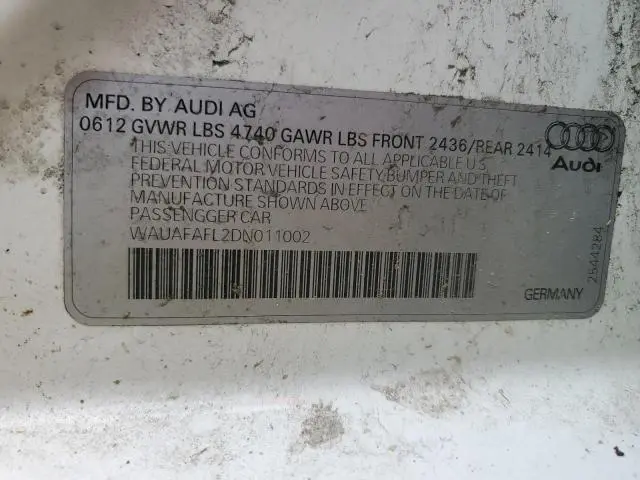 MFD. BY AUDI AG
0612 GVWR LBS 4740 GAWR LBS FRONT 2436/REAR 2414
THIS VEHICLE CONFORMS TO ALL APPLICABLE U.S.
FEDERAL MOTOR VEHICLE SAFETY, BUMPER AND THEFT
PREVENTION STANDARDS IN EFFECT ON THE DATE OF
MANUFACTURE SHOWN ABOVE
PASSENGGER CAR
WAUAFAFL2DN011002
Audi
2544284
GERMANY